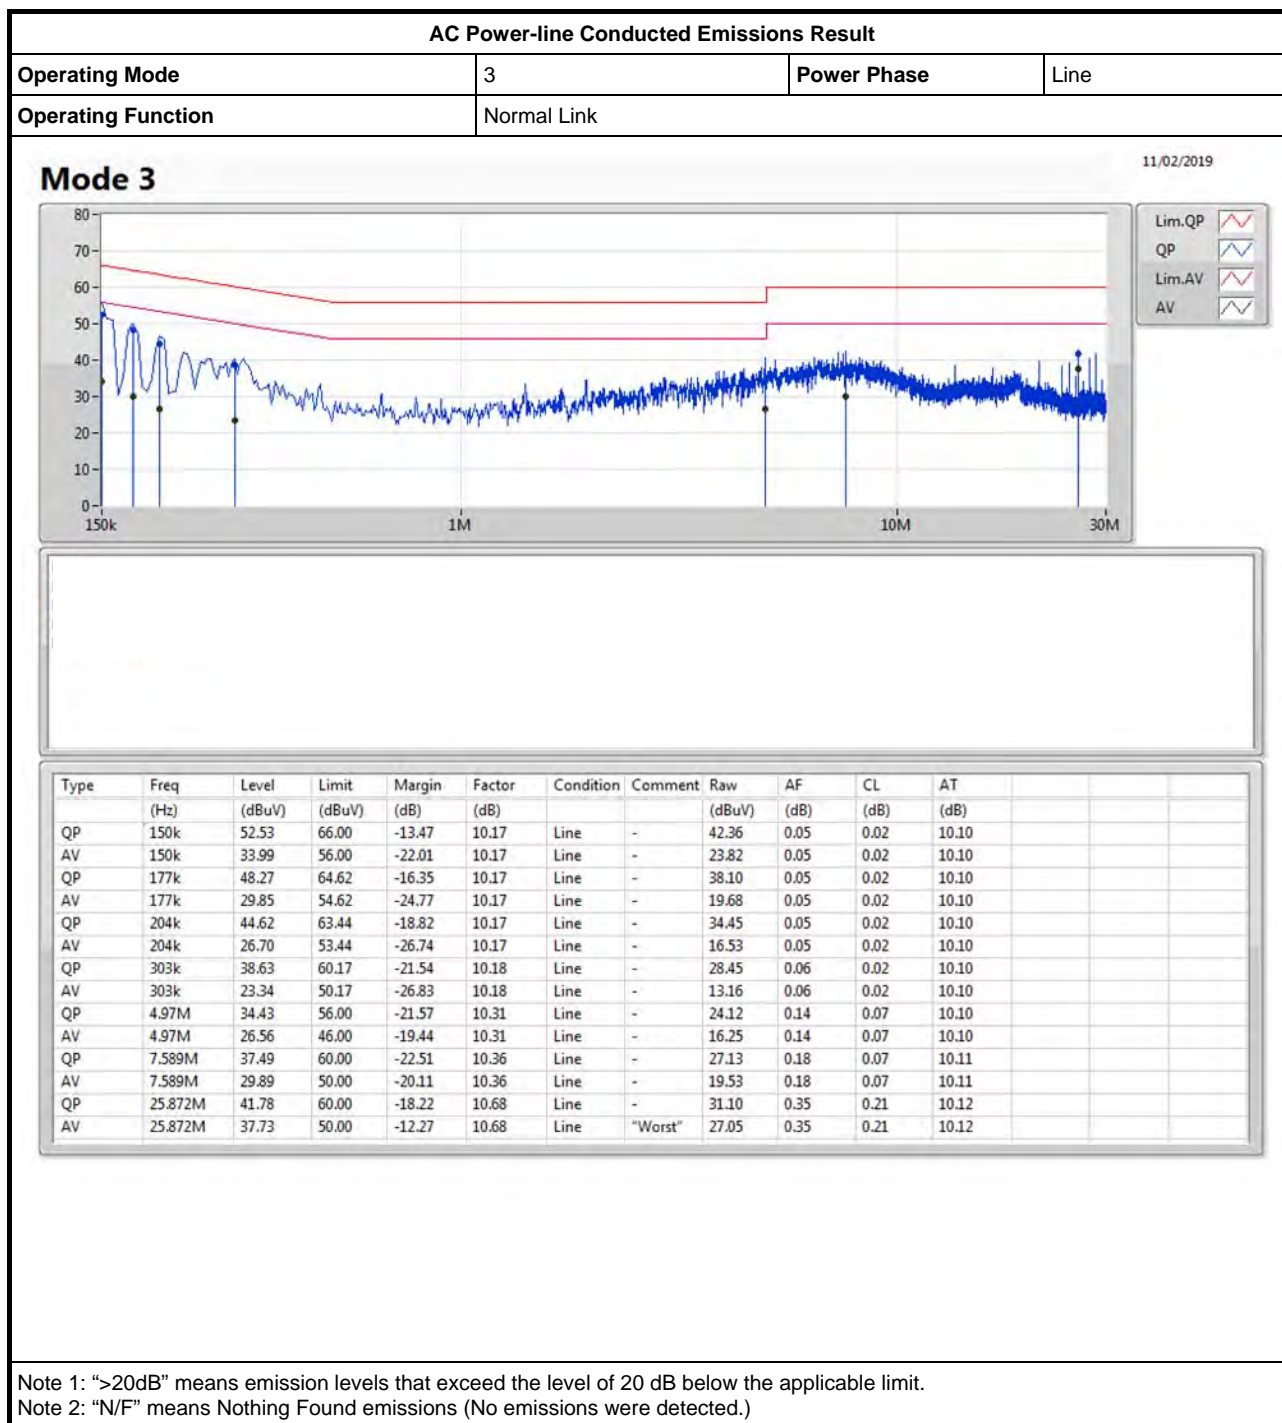 AC Power-line Conducted Emissions Result
Operating Mode 3 Power Phase Line
Operating Function Normal Link
11/02/2019
Mode 3
80
70
60
50
40
30
20
10
0
150k 1M 10M 30M
Lim.QP
QP
Lim.AV
AV
Type Freq Level Limit Margin Factor Condition Comment Raw AF CL AT
(Hz) (dBuV) (dBuV) (dB) (dB) (dBuV) (dB) (dB) (dB)
QP 150k 52.53 66.00 -13.47 10.17 Line - 42.36 0.05 0.02 10.10
AV 150k 33.99 56.00 -22.01 10.17 Line - 23.82 0.05 0.02 10.10
QP 177k 48.27 64.62 -16.35 10.17 Line - 38.10 0.05 0.02 10.10
AV 177k 29.85 54.62 -24.77 10.17 Line - 19.68 0.05 0.02 10.10
QP 204k 44.62 63.44 -18.82 10.17 Line - 34.45 0.05 0.02 10.10
AV 204k 26.70 53.44 -26.74 10.17 Line - 16.53 0.05 0.02 10.10
QP 303k 38.63 60.17 -21.54 10.18 Line - 28.45 0.06 0.02 10.10
AV 303k 23.34 50.17 -26.83 10.18 Line - 13.16 0.06 0.02 10.10
QP 4.97M 34.43 56.00 -21.57 10.31 Line - 24.12 0.14 0.07 10.10
AV 4.97M 26.56 46.00 -19.44 10.31 Line - 16.25 0.14 0.07 10.10
QP 7.589M 37.49 60.00 -22.51 10.36 Line - 27.13 0.18 0.07 10.11
AV 7.589M 29.89 50.00 -20.11 10.36 Line - 19.53 0.18 0.07 10.11
QP 25.872M 41.78 60.00 -18.22 10.68 Line - 31.10 0.35 0.21 10.12
AV 25.872M 37.73 50.00 -12.27 10.68 Line "Worst" 27.05 0.35 0.21 10.12
Note 1: “>20dB” means emission levels that exceed the level of 20 dB below the applicable limit.
Note 2: “N/F” means Nothing Found emissions (No emissions were detected.)